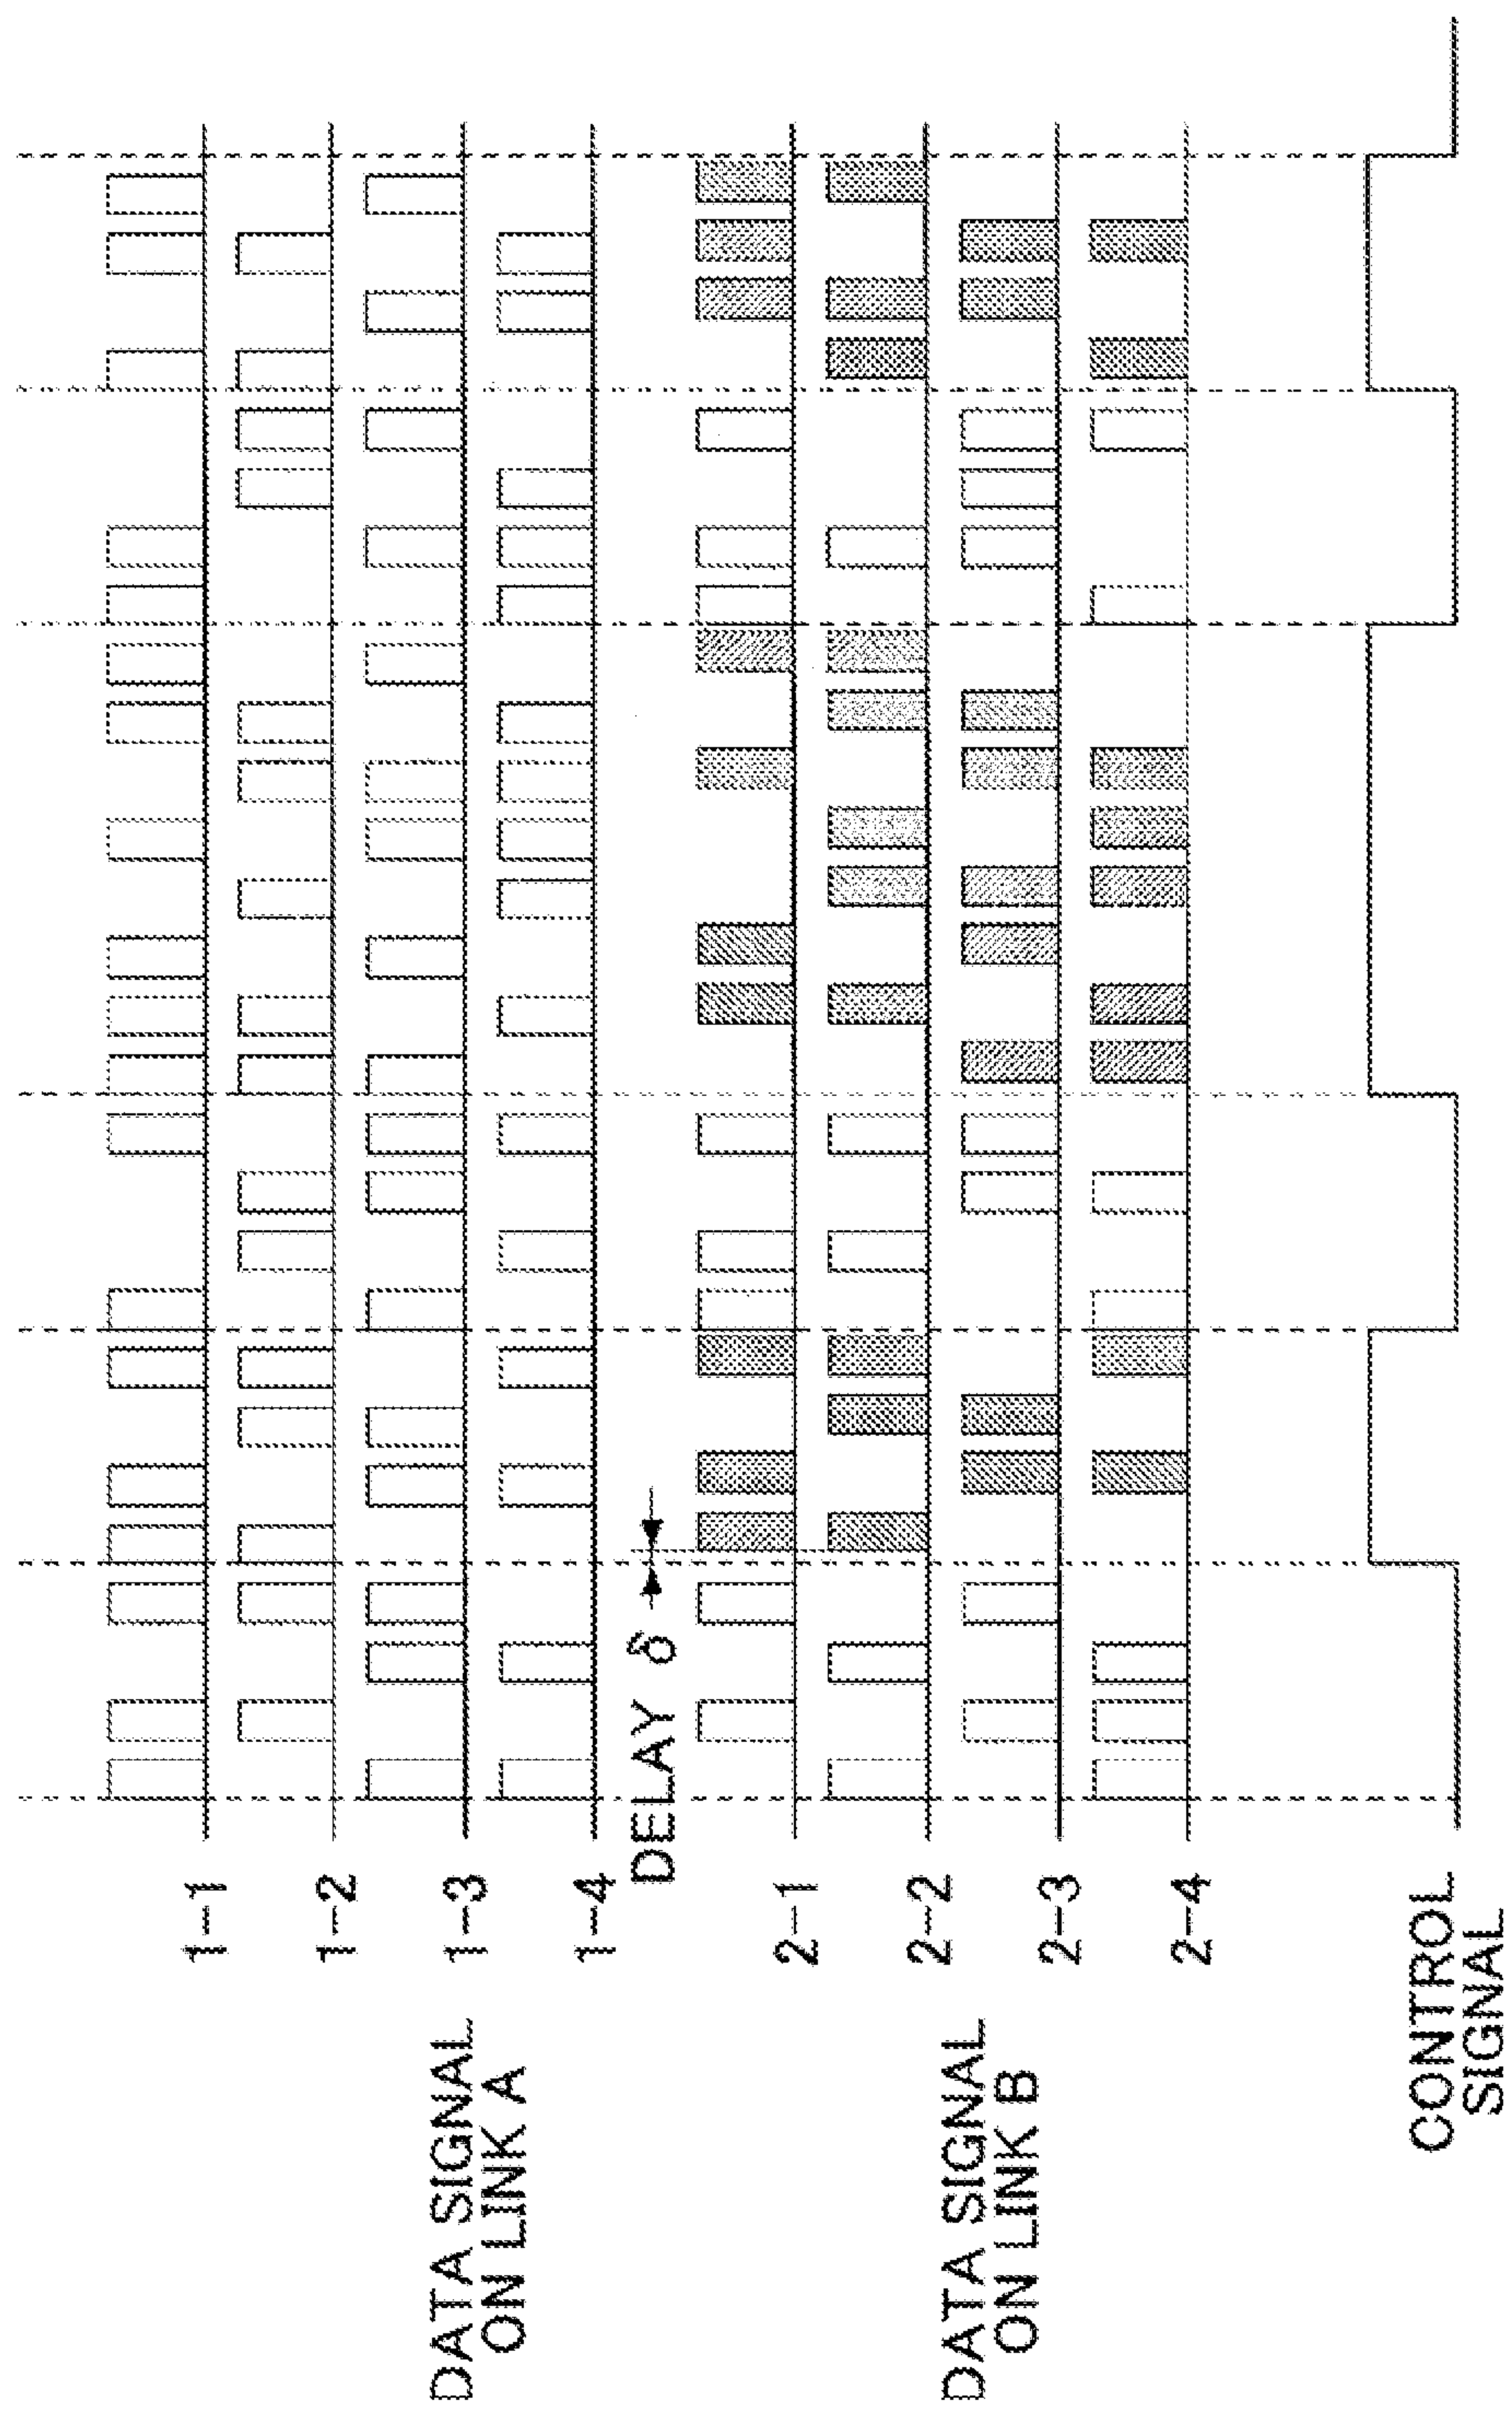 DATA SIGNAL
ON LINK A
1-1
1-2
1-3
1-4
DELAY δ
DATA SIGNAL
ON LINK B
2-1
2-2
2-3
2-4
CONTROL
SIGNAL